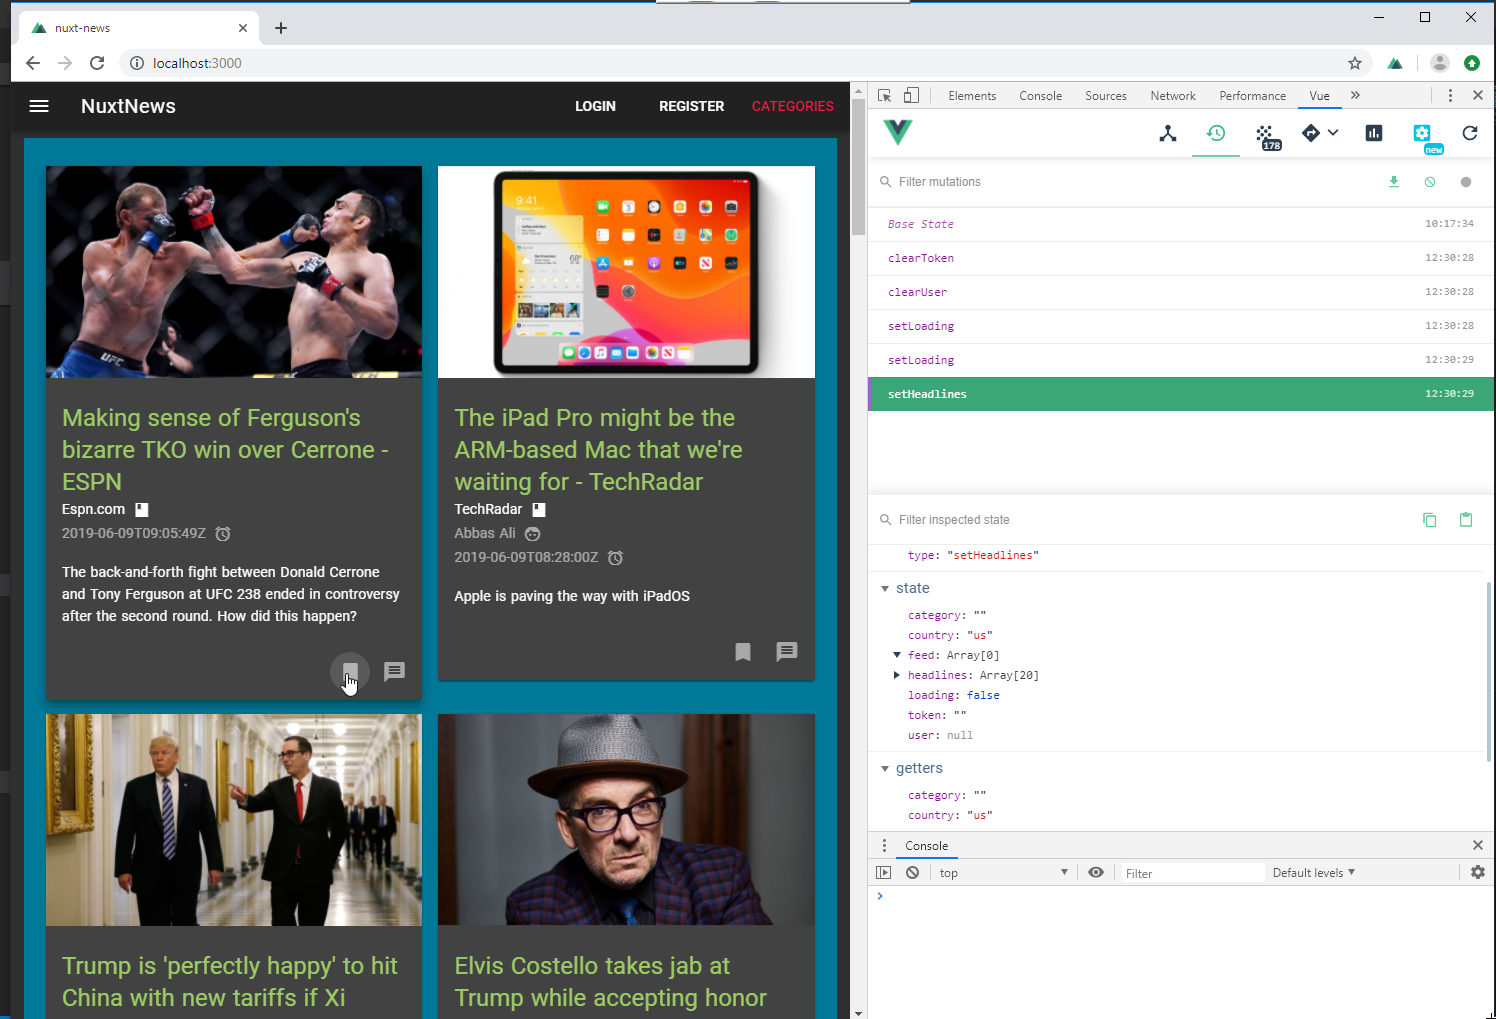 nuxt-news
localhost:3000
NuxtNews
LOGIN
REGISTER
CATEGORIES
9:41
UFC
Making sense of Ferguson's
bizarre TKO win over Cerrone -
ESPN
Espn.com
2019-06-09T09:05:49Z
The back-and-forth fight between Donald Cerrone
and Tony Ferguson at UFC 238 ended in controversy
after the second round. How did this happen?
The iPad Pro might be the
ARM-based Mac that we're
waiting for - TechRadar
TechRadar
Abbas Ali
2019-06-09T08:28:00Z
Apple is paving the way with iPadOS
Trump is 'perfectly happy' to hit
China with new tariffs if Xi
Elvis Costello takes jab at
Trump while accepting honor
Elements Console Sources Network Performance Vue
178
new
Filter mutations
Base State 10:17:34
clearToken 12:30:28
clearUser 12:30:28
setLoading 12:30:28
setLoading 12:30:29
setHeadlines 12:30:29
Filter inspected state
type: "setHeadlines"
state
category: ""
country: "us"
feed: Array[0]
headlines: Array[20]
loading: false
token: ""
user: null
getters
category: ""
country: "us"
Console
top Filter Default levels